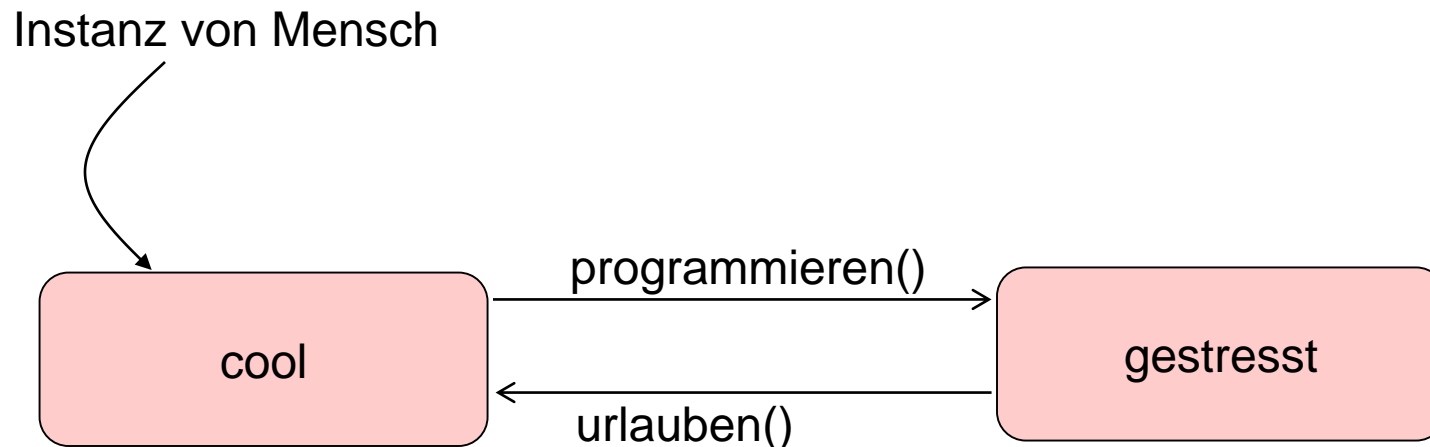 Instanz von Mensch
programmieren()
cool
gestresst
urlauben()